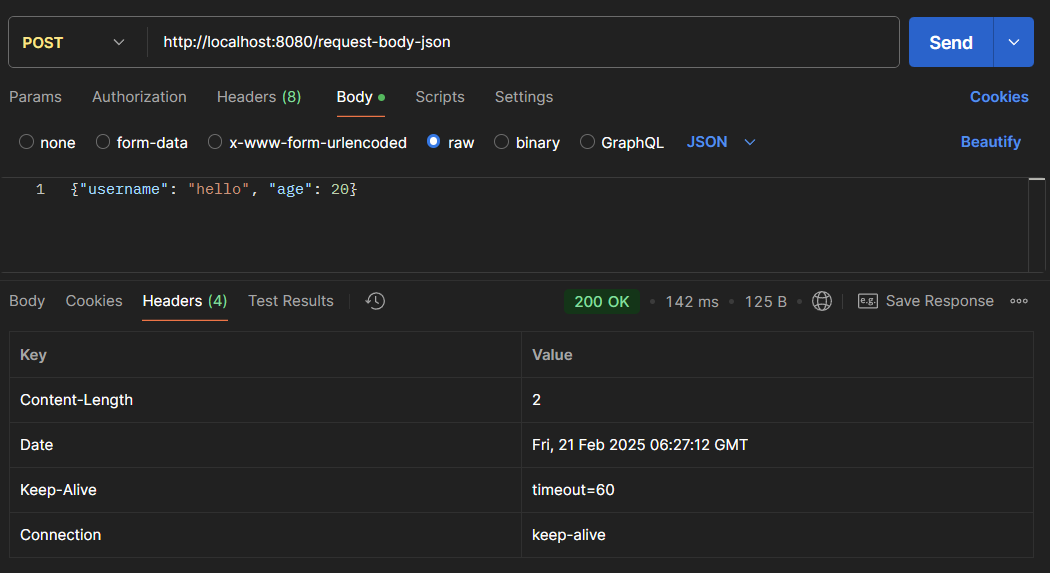 POST http://localhost:8080/request-body-json Send
Params Authorization Headers (8) Body Scripts Settings Cookies
none form-data x-www-form-urlencoded raw binary GraphQL JSON Beautify
1 {"username": "hello", "age": 20}
Body Cookies Headers (4) Test Results 200 OK 142 ms 125 B e.g. Save Response
Key Value
Content-Length 2
Date Fri, 21 Feb 2025 06:27:12 GMT
Keep-Alive timeout=60
Connection keep-alive